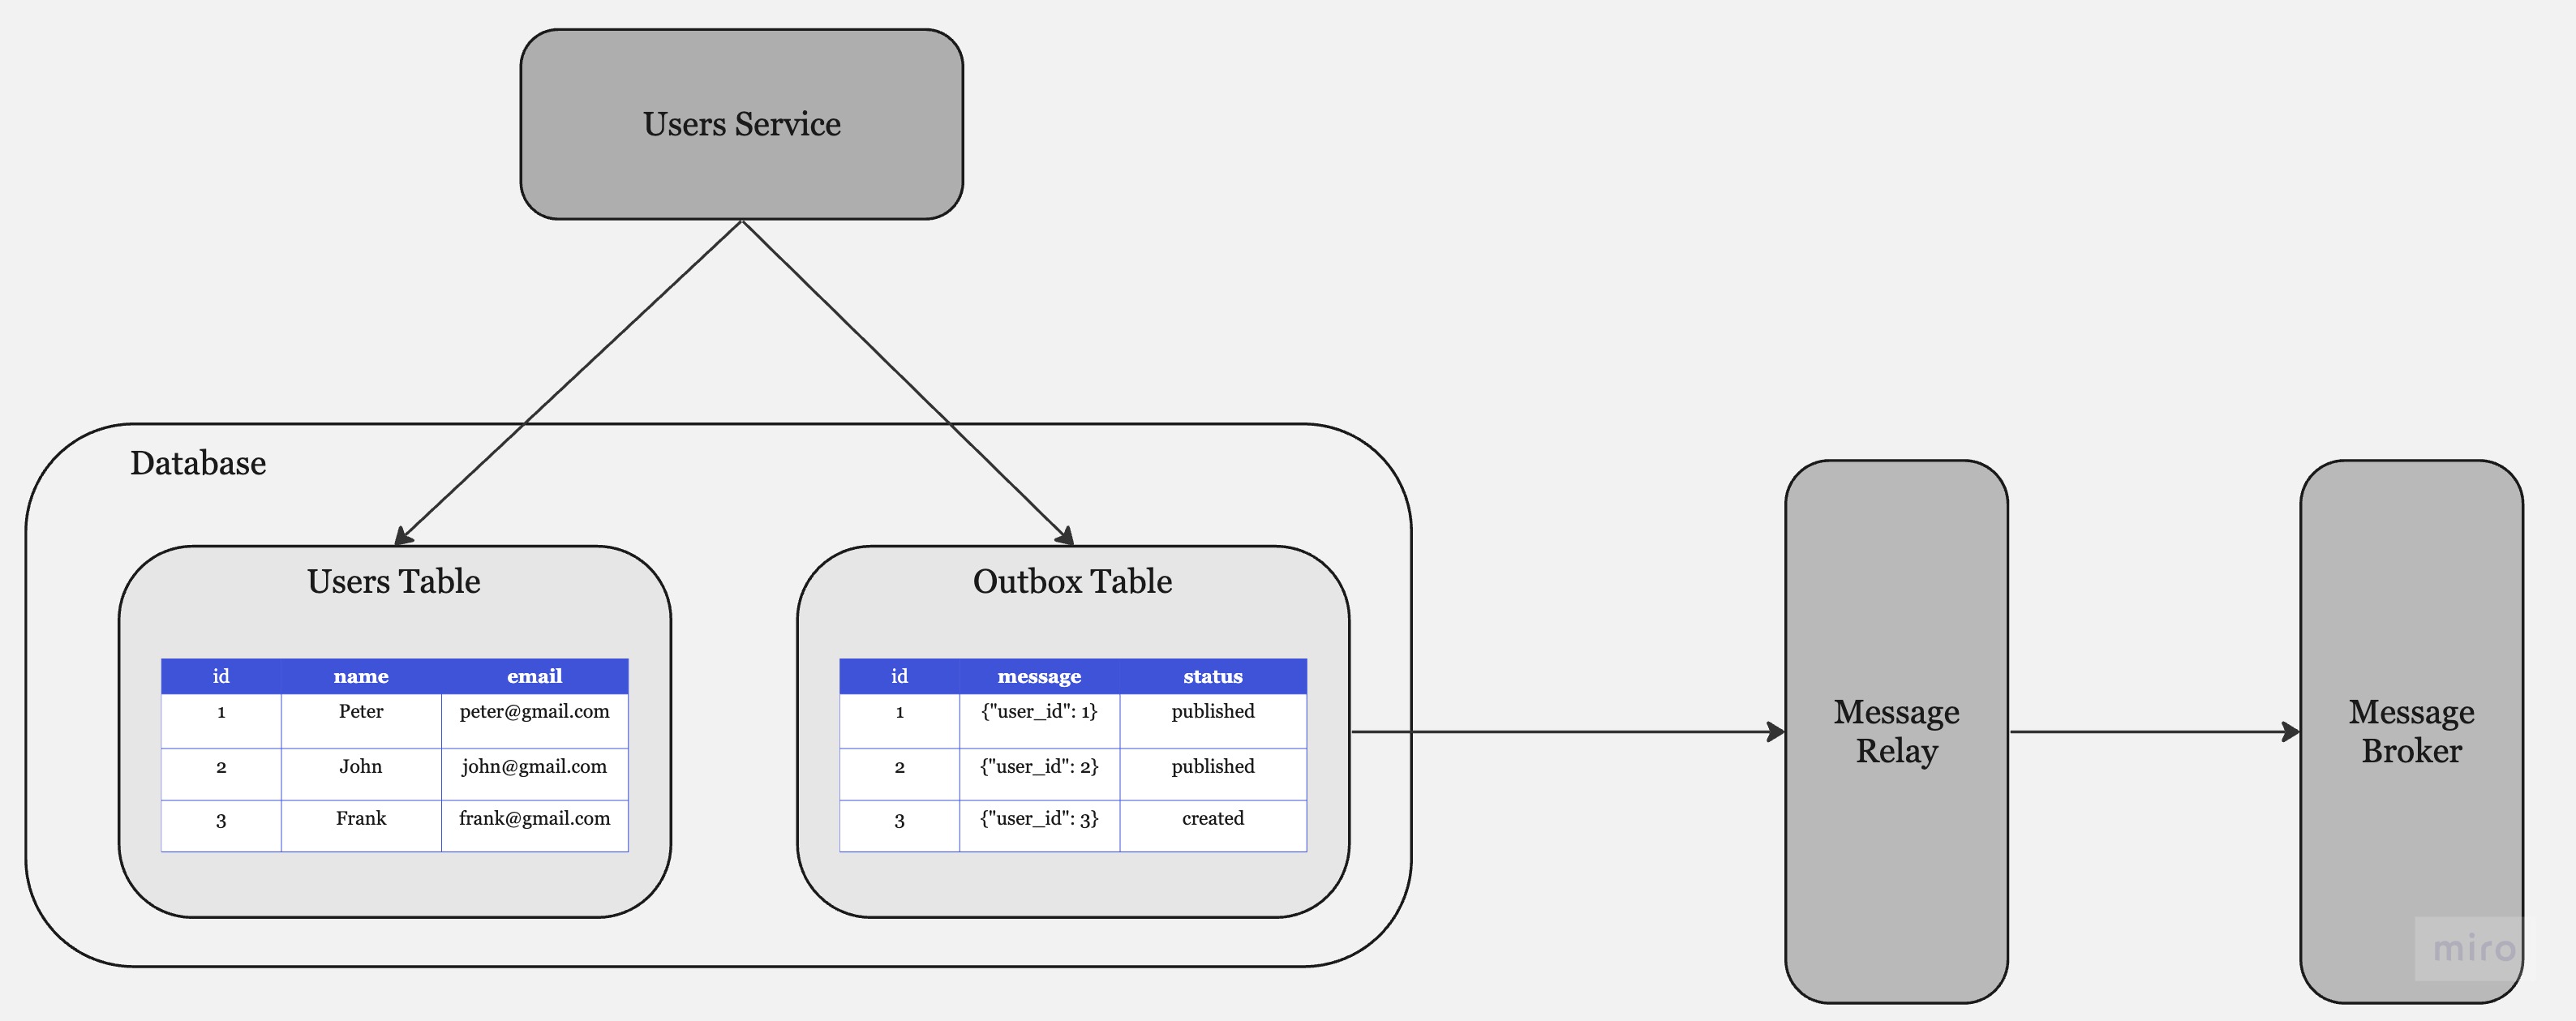 Users Service
Database
Users Table
id name email
1 Peter peter@gmail.com
2 John john@gmail.com
3 Frank frank@gmail.com
Outbox Table
id message status
1 {"user_id": 1} published
2 {"user_id": 2} published
3 {"user_id": 3} created
Message
Relay
Message
Broker
miro